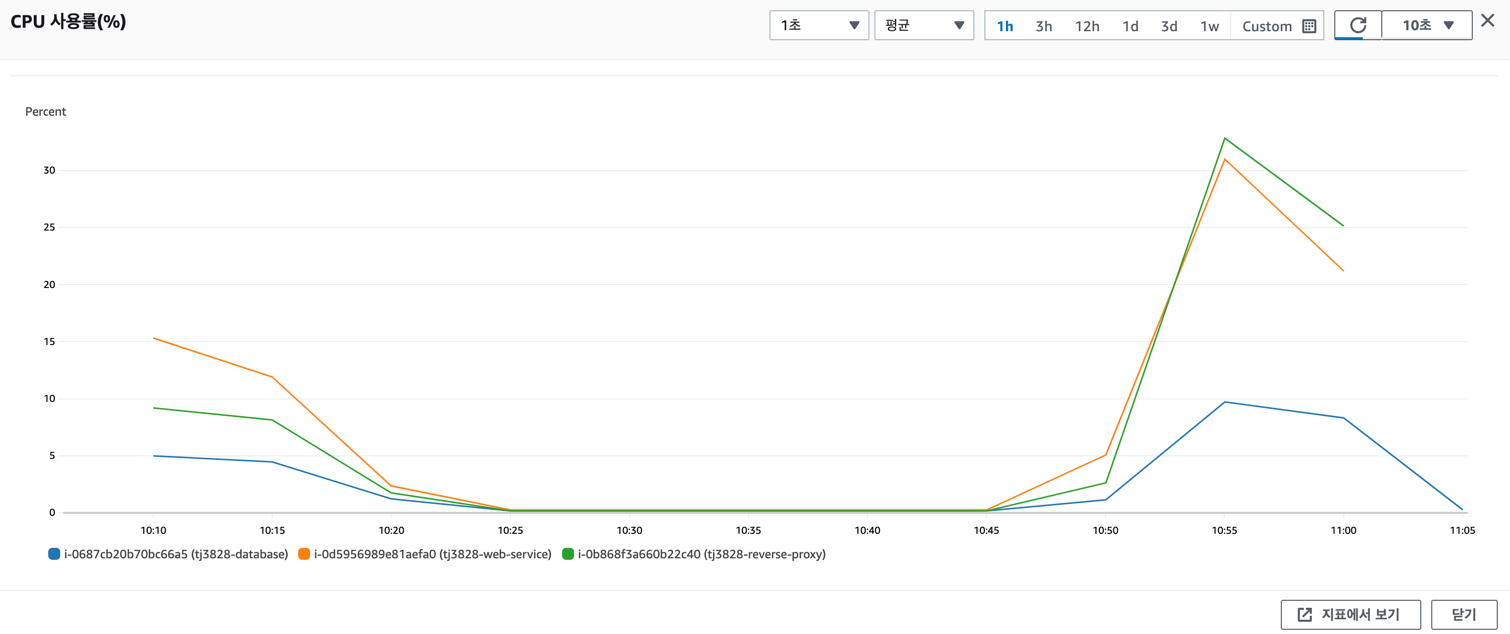 CPU 사용률(%)
1초 평균 1h 3h 12h 1d 3d 1w Custom 10초
Percent
30
25
20
15
10
5
0
10:10 10:15 10:20 10:25 10:30 10:35 10:40 10:45 10:50 10:55 11:00 11:05
i-0687cb20b70bc66a5 (tj3828-database) i-0d5956989e81aefa0 (tj3828-web-service) i-0b868f3a660b22c40 (tj3828-reverse-proxy)
지표에서 보기 닫기